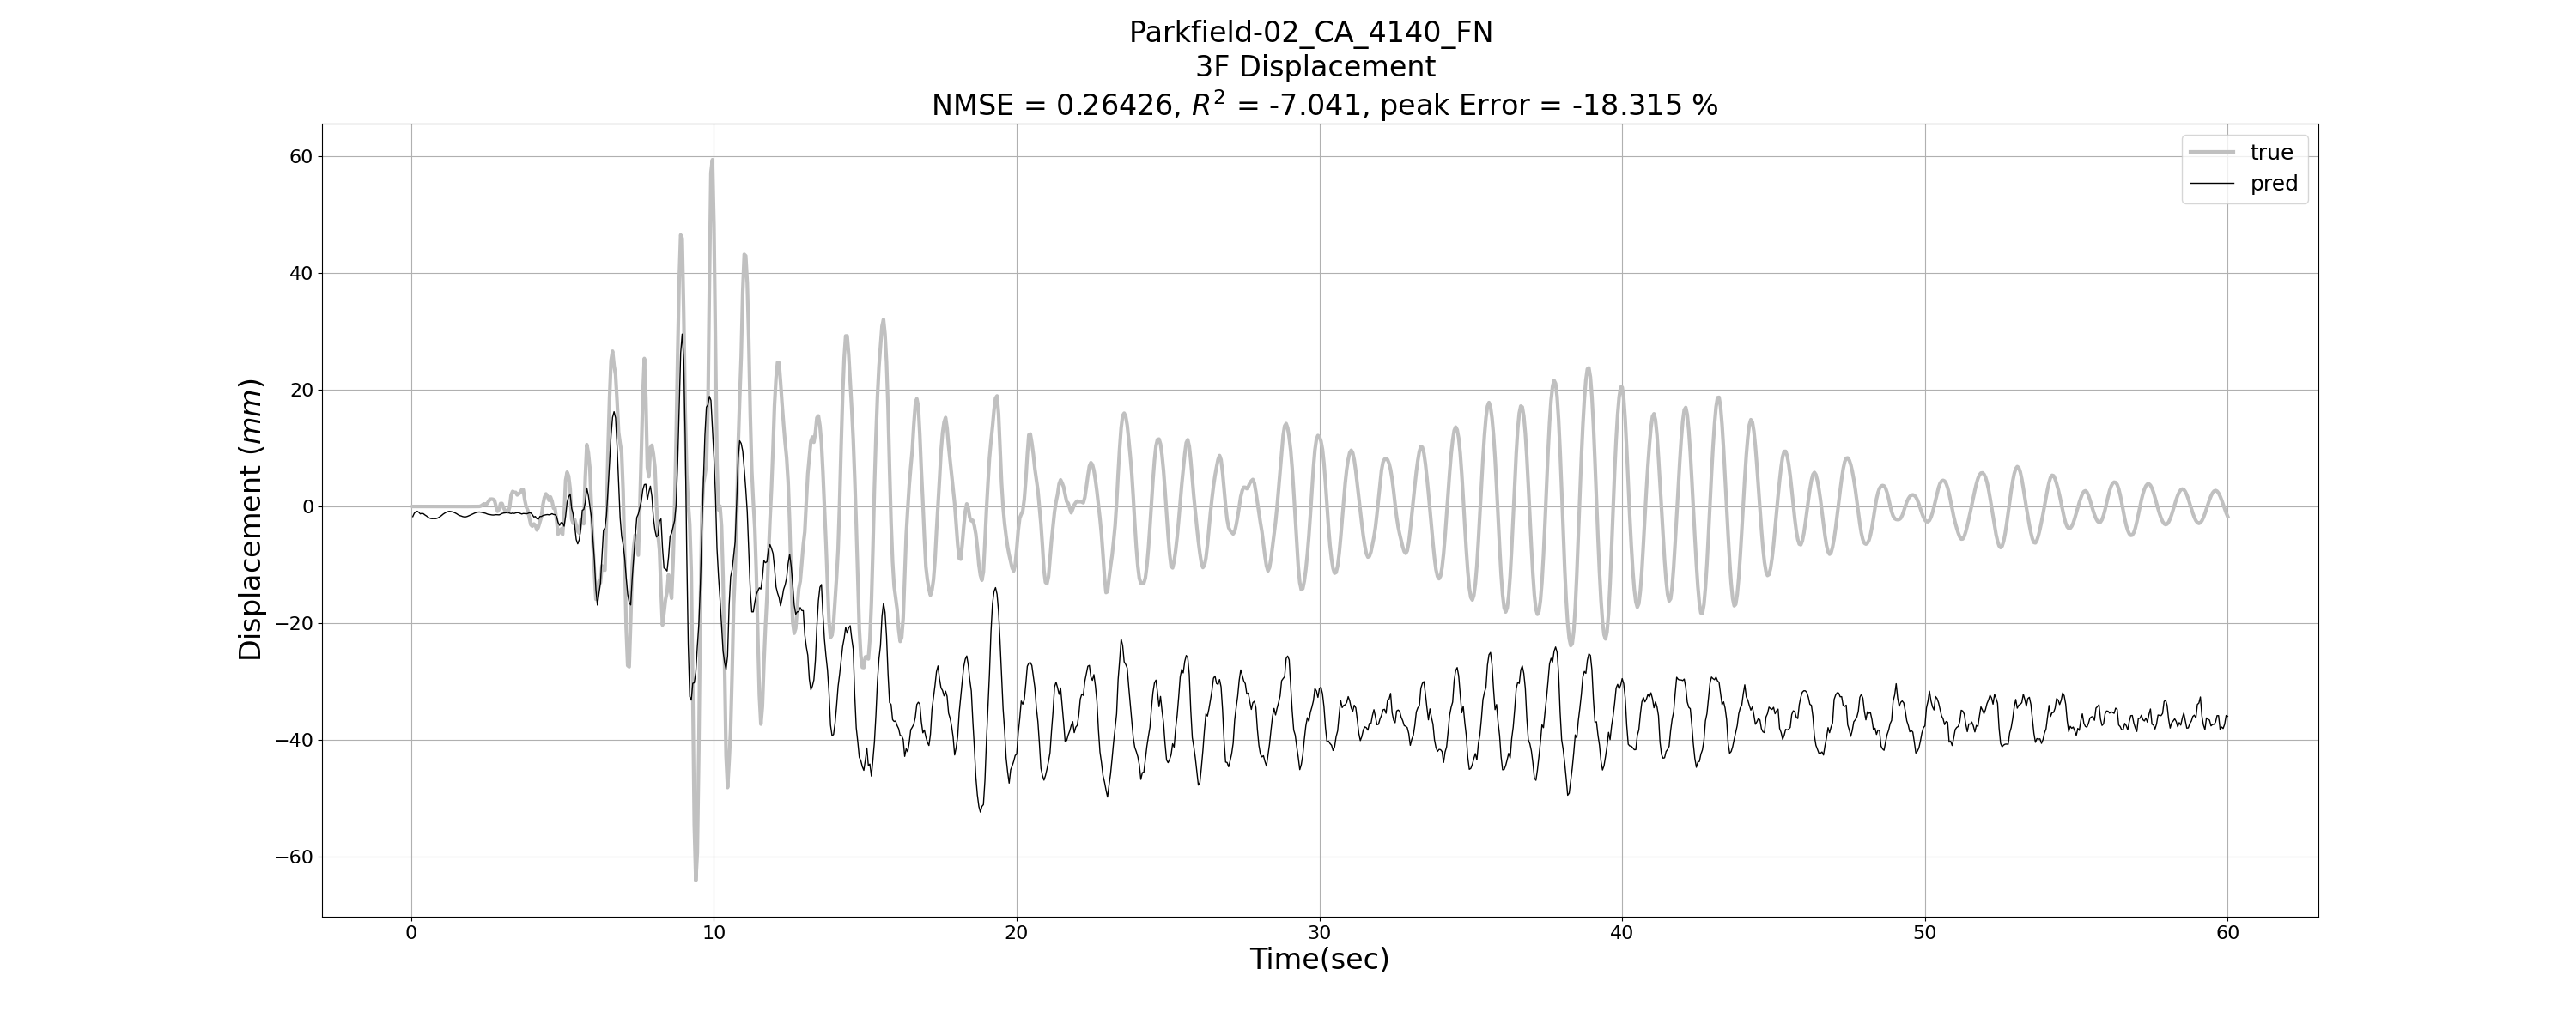 Parkfield-02_CA_4140_FN
3F Displacement
NMSE = 0.26426, R² = -7.041, peak Error = -18.315 %
true
pred
60
40
20
0
−20
−40
−60
Displacement (mm)
0 10 20 30 40 50 60
Time(sec)